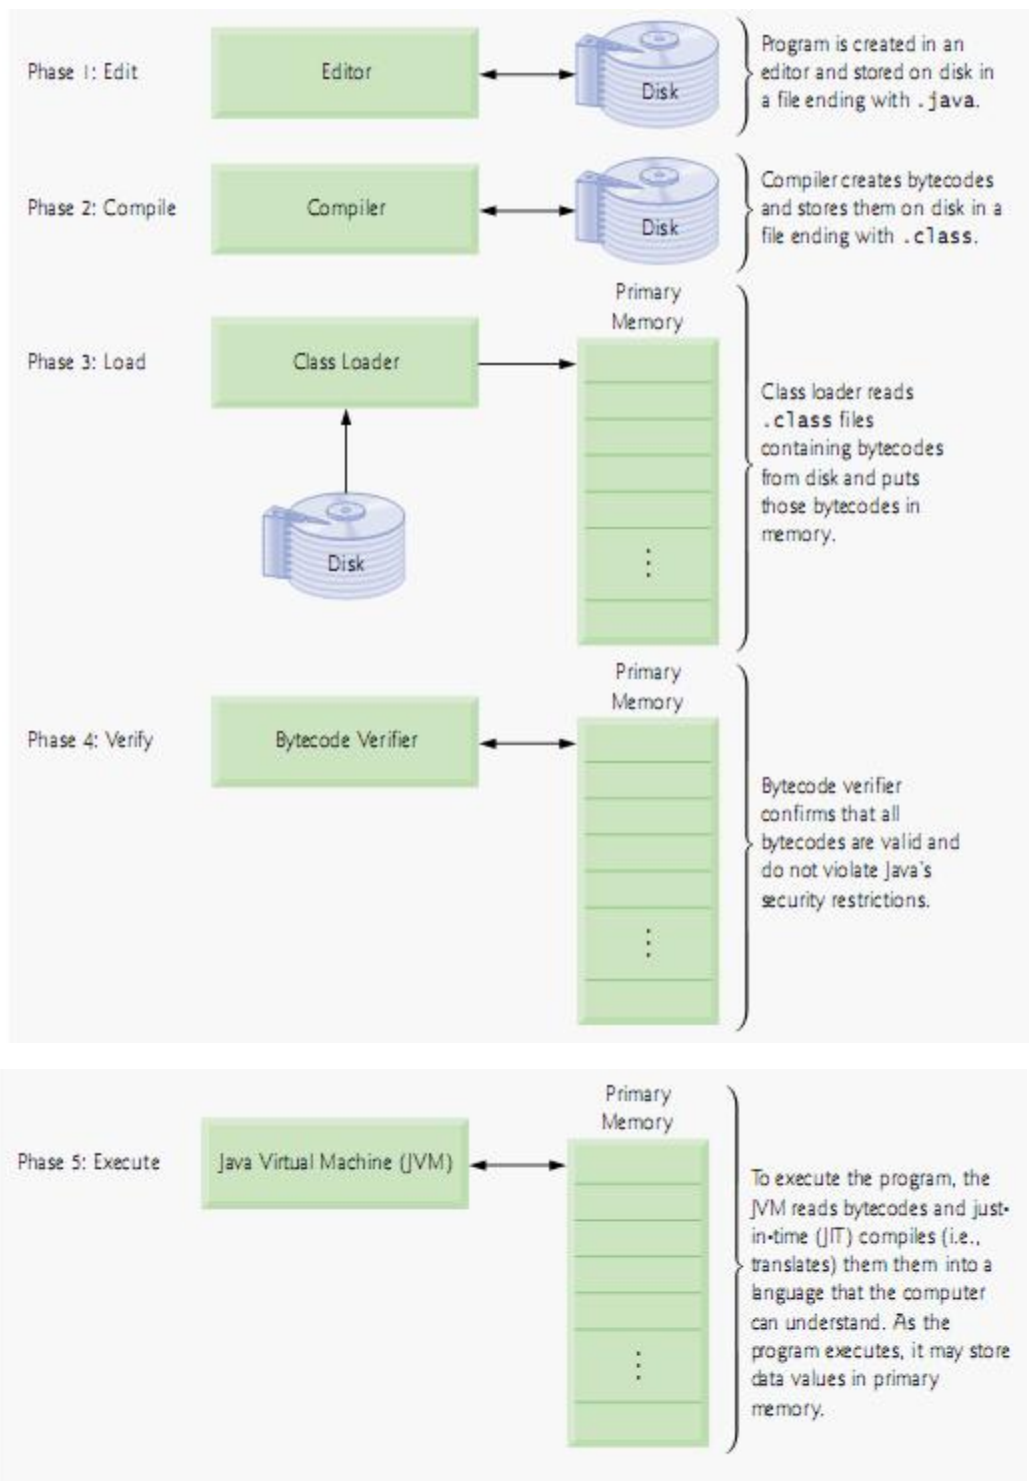 Phase 1: Edit
Editor
Disk
Program is created in an
editor and stored on disk in
a file ending with .java.
Phase 2: Compile
Compiler
Disk
Compiler creates bytecodes
and stores them on disk in a
file ending with .class.
Phase 3: Load
Class Loader
Disk
Primary
Memory
Class loader reads
.class files
containing bytecodes
from disk and puts
those bytecodes in
memory.
Phase 4: Verify
Bytecode Verifier
Primary
Memory
Bytecode verifier
confirms that all
bytecodes are valid and
do not violate Java's
security restrictions.
Phase 5: Execute
Java Virtual Machine (JVM)
Primary
Memory
To execute the program, the
JVM reads bytecodes and just-
in-time (JIT) compiles (i.e.,
translates) them them into a
language that the computer
can understand. As the
program executes, it may store
data values in primary
memory.